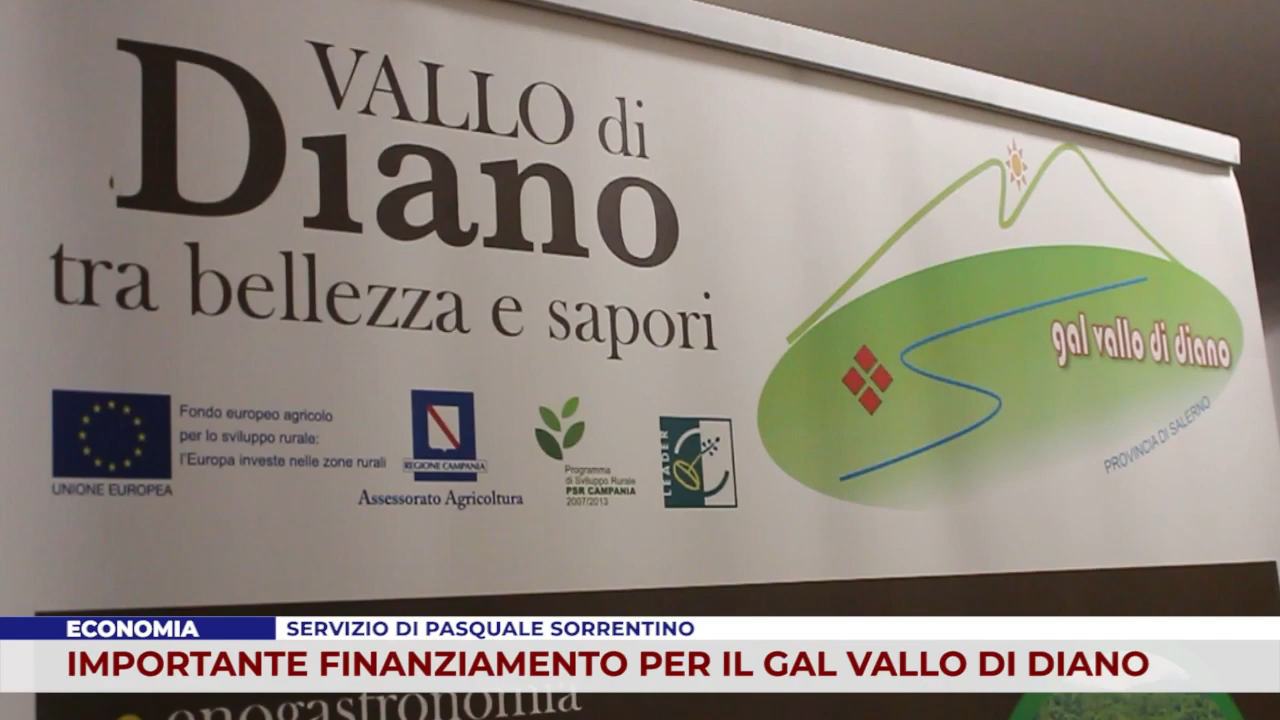 VALLO di
Diano
tra bellezza e sapori
gal vallo di diano
PROVINCIA DI SALERNO
Fondo europeo agricolo
per lo sviluppo rurale:
l'Europa investe nelle zone rurali
UNIONE EUROPEA
REGIONE CAMPANIA
Assessorato Agricoltura
Programma
di Sviluppo Rurale
PSR CAMPANIA
2007/2013
LEADER
ECONOMIA
SERVIZIO DI PASQUALE SORRENTINO
IMPORTANTE FINANZIAMENTO PER IL GAL VALLO DI DIANO
enogastronomia